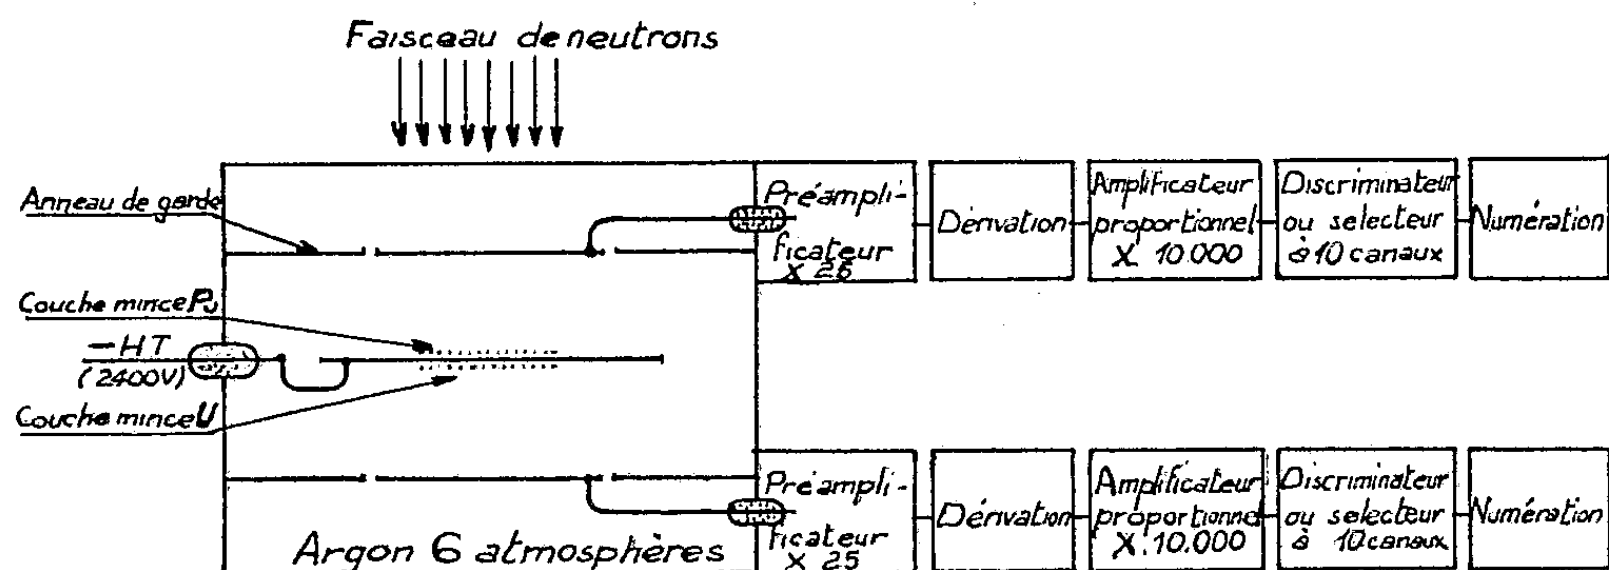 Faisceau de neutrons
Anneau de garde
Couche mince Pu
— HT
(2400V)
Couche mince U
Argon 6 atmosphères
Préampli-
ficateur
X 26
Dérivation
Amplificateur
proportionnel
X 10.000
Discriminateur
ou selecteur
à 10 canaux
Numération
Préampli-
ficateur
X 25
Dérivation
Amplificateur
proportionnel
X 10.000
Discriminateur
ou selecteur
à 10 canaux
Numération